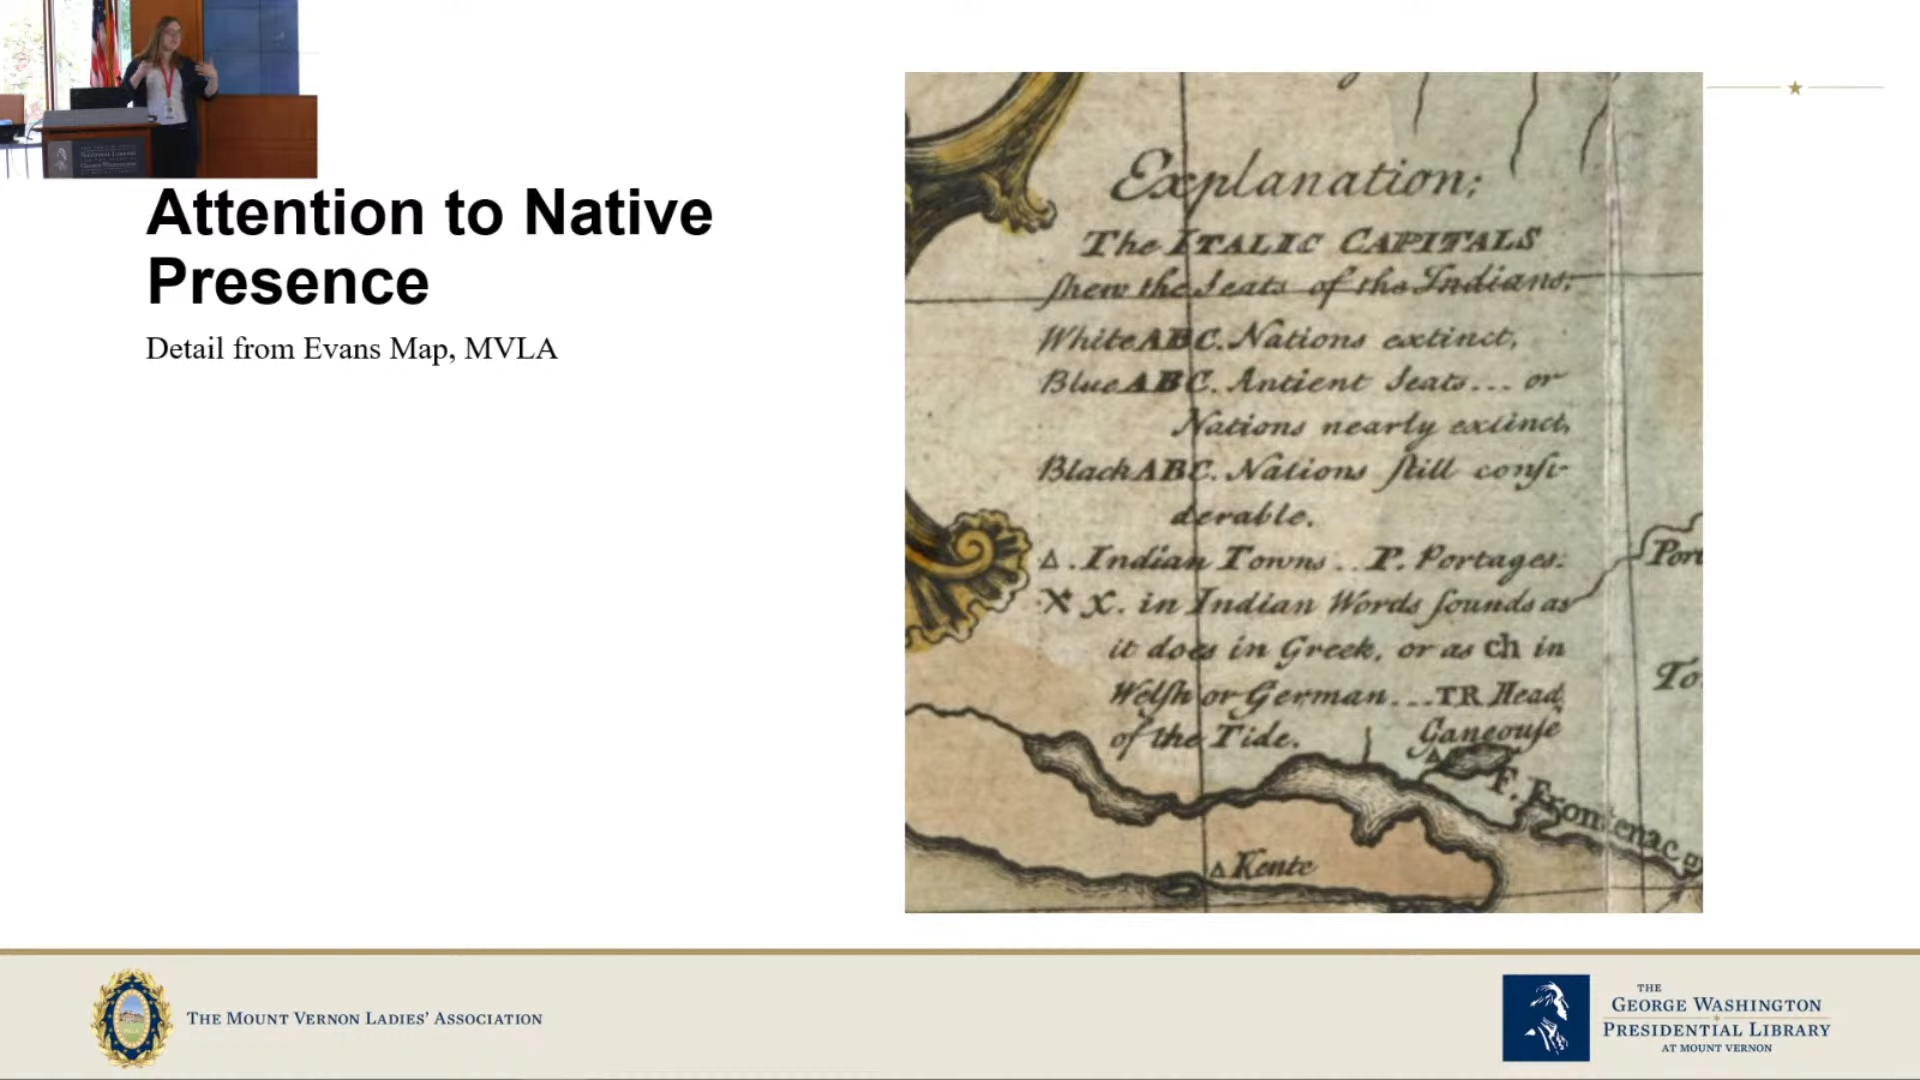 Attention to Native
Presence
Detail from Evans Map, MVLA
Explanation:
The ITALIC CAPITALS
ſhew the Seats of the Indians:
White ABC. Nations extinct,
Blue ABC. Antient Seats... or
Nations nearly extinct,
Black ABC. Nations ſtill conſi-
derable.
Δ. Indian Towns .. P. Portages.
X χ. in Indian Words ſounds as
it does in Greek, or as ch in
Welſh or German...TR Head
of the Tide.
Ganeouſe
F. Frontenac
Δ Kente
Port
To
THE MOUNT VERNON LADIES' ASSOCIATION
THE
GEORGE WASHINGTON
PRESIDENTIAL LIBRARY
AT MOUNT VERNON